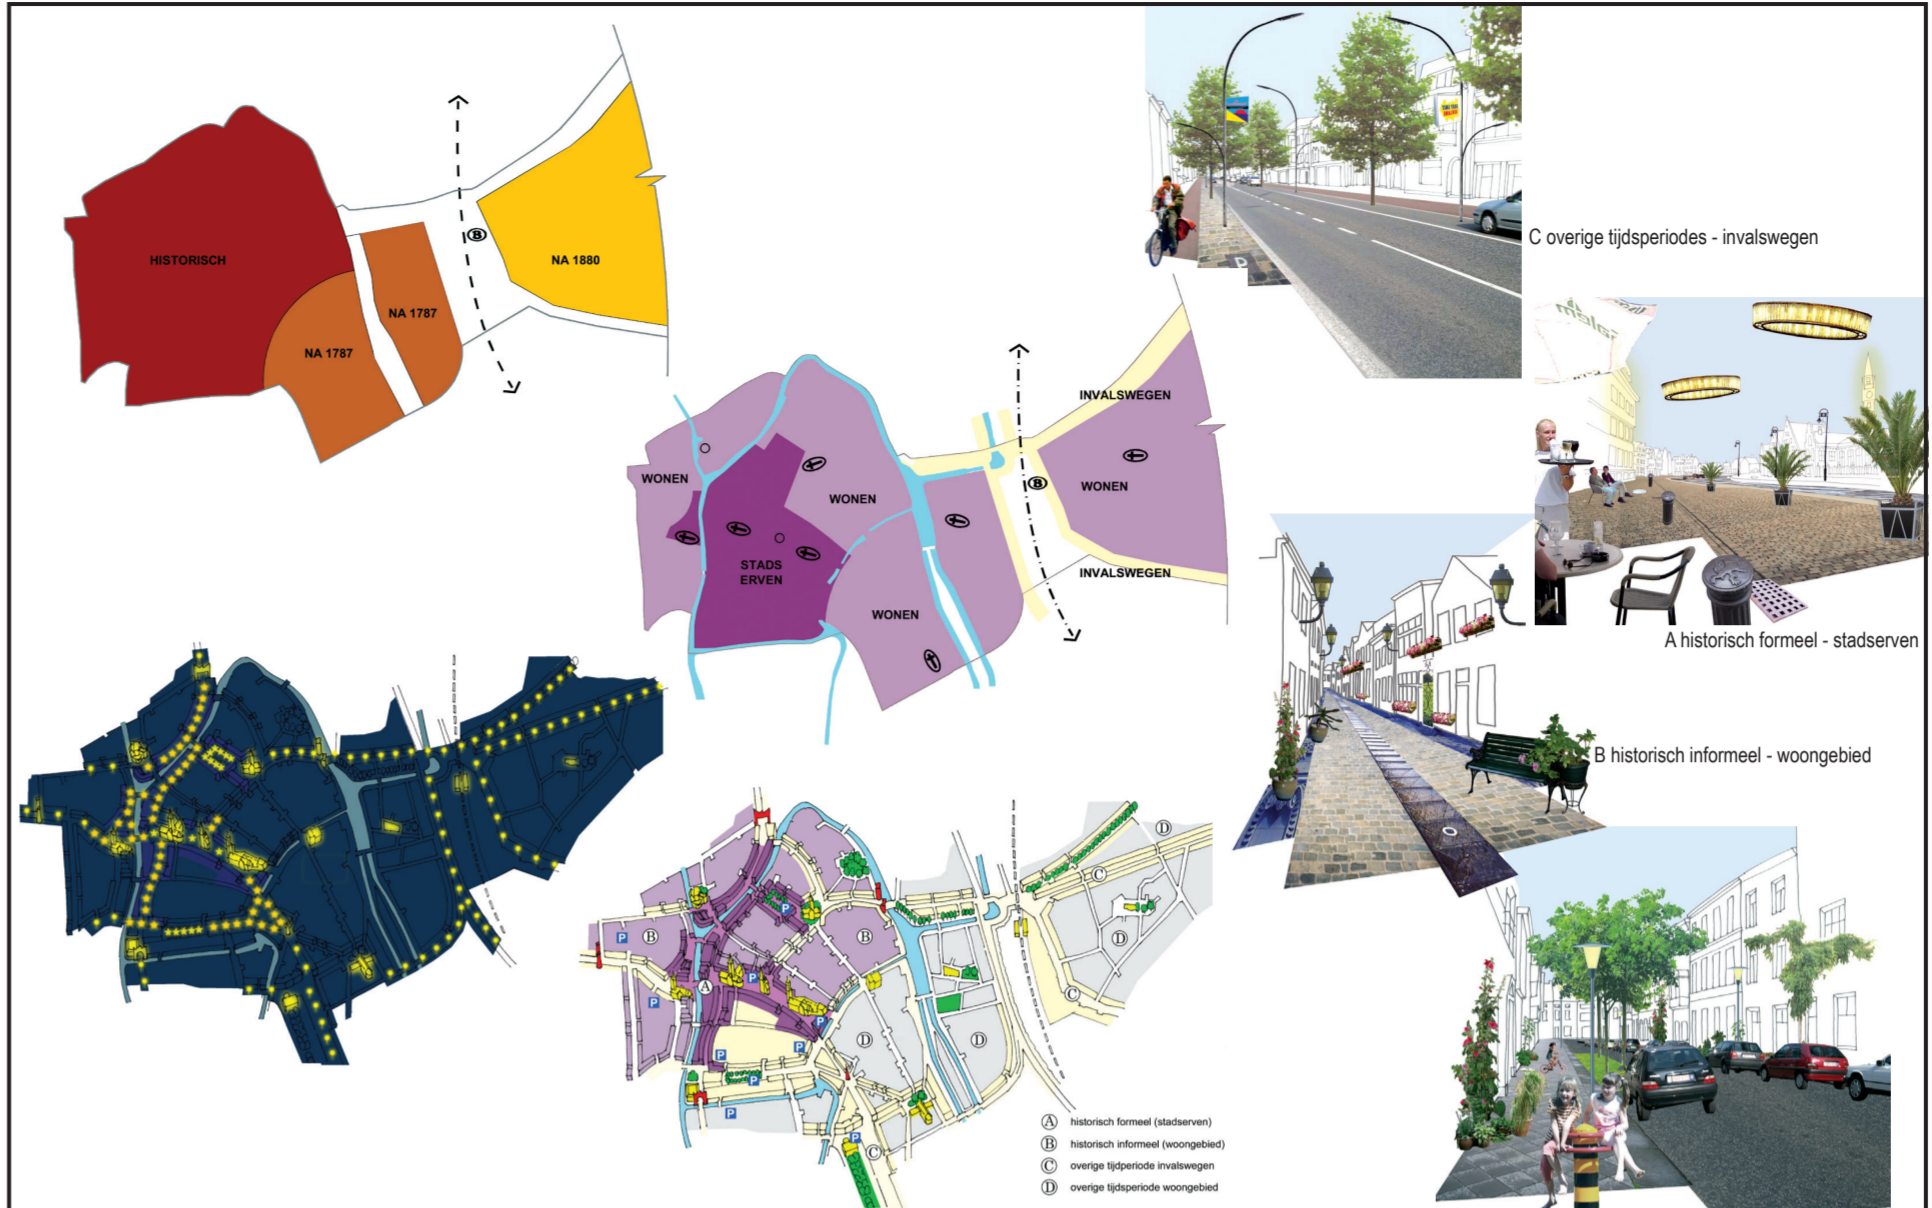 HISTORISCH
NA 1787
NA 1787
NA 1880
B
C overige tijdsperiodes - invalswegen
INVALSWEGEN
WONEN
WONEN
WONEN
B
STADS
ERVEN
INVALSWEGEN
WONEN
A historisch formeel - stadserven
B historisch informeel - woongebied
D
C
P
D
P
B
B
A
P
P
P
C
D
D
P
P
P
P
P
C
A historisch formeel (stadserven)
B historisch informeel (woongebied)
C overige tijdperiode invalswegen
D overige tijdsperiode woongebied